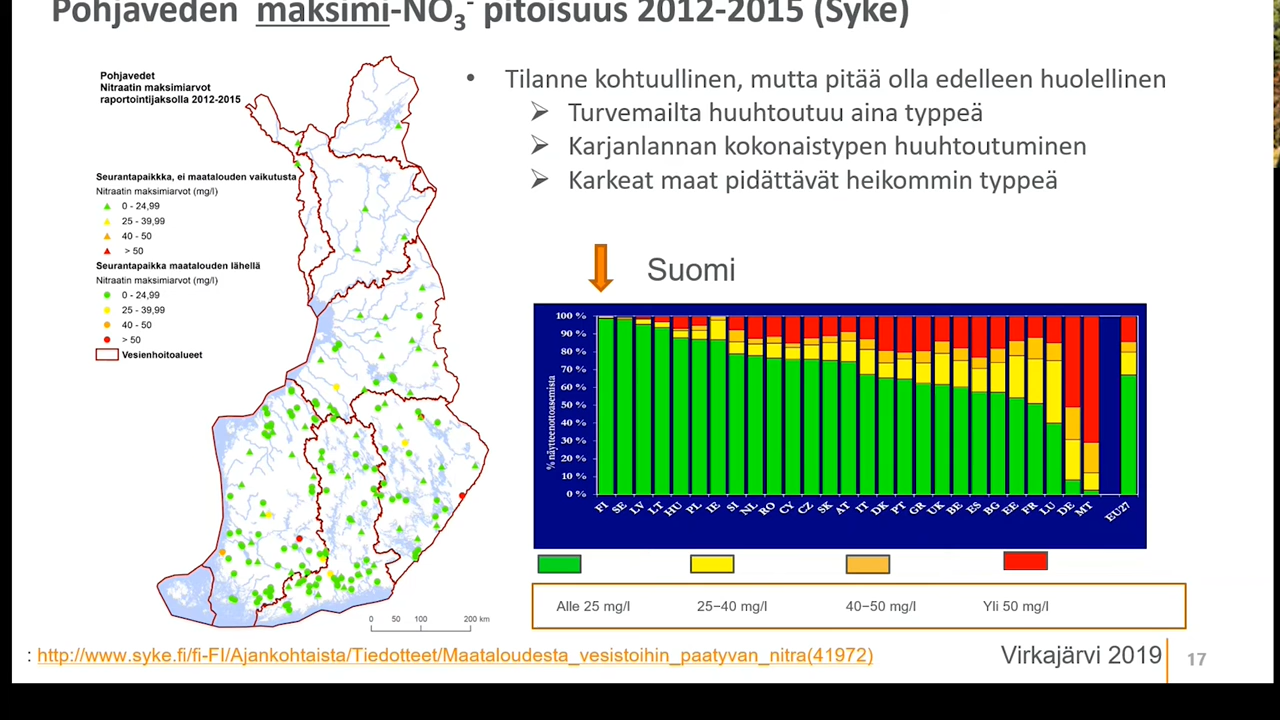 Pohjaveden maksimi-NO3- pitoisuus 2012-2015 (Syke)
Pohjavedet
Nitraatin maksimiarvot
raportointijaksolla 2012-2015
Seurantapaikkka, ei maatalouden vaikutusta
Nitraatin maksimiarvot (mg/l)
0 - 24,99
25 - 39,99
40 - 50
> 50
Seurantapaikka maatalouden lähellä
Nitraatin maksimiarvot (mg/l)
0 - 24,99
25 - 39,99
40 - 50
> 50
Vesienhoitoalueet
0 50 100 200 km
• Tilanne kohtuullinen, mutta pitää olla edelleen huolellinen
➢ Turvemailta huuhtoutuu aina typpeä
➢ Karjanlannan kokonaistypen huuhtoutuminen
➢ Karkeat maat pidättävät heikommin typpeä
Suomi
% näytteenottoasemista
100 %
90 %
80 %
70 %
60 %
50 %
40 %
30 %
20 %
10 %
0 %
FI SE LV LT HU PL IE SI NL RO CY CZ SK AT IT DK PT GR UK BE ES BG EE FR LU DE MT EU27
Alle 25 mg/l 25–40 mg/l 40–50 mg/l Yli 50 mg/l
: http://www.syke.fi/fi-FI/Ajankohtaista/Tiedotteet/Maataloudesta_vesistoihin_paatyvan_nitra(41972)
Virkajärvi 2019
17